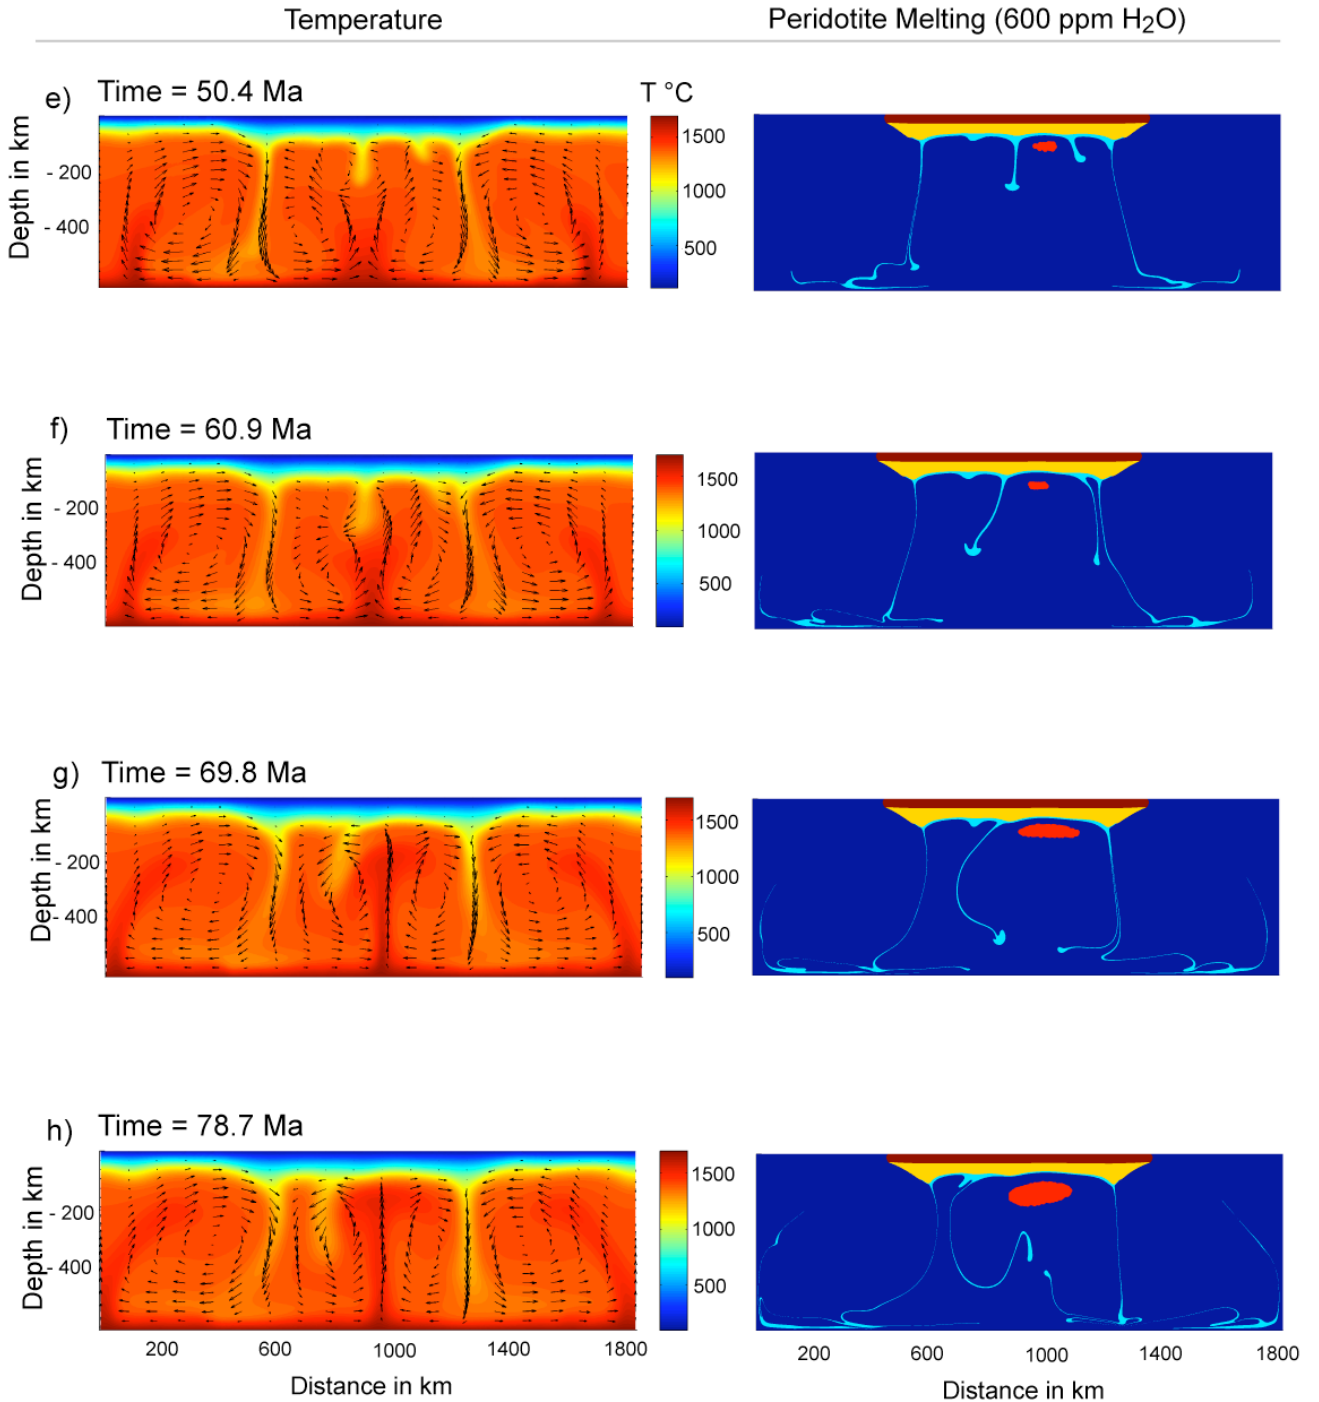 Temperature Peridotite Melting (600 ppm H2O)
e) Time = 50.4 Ma
T °C
Depth in km
- 200
- 400
1500
1000
500
f) Time = 60.9 Ma
Depth in km
- 200
- 400
1500
1000
500
g) Time = 69.8 Ma
Depth in km
- 200
- 400
1500
1000
500
h) Time = 78.7 Ma
Depth in km
- 200
- 400
1500
1000
500
200 600 1000 1400 1800
Distance in km
200 600 1000 1400 1800
Distance in km